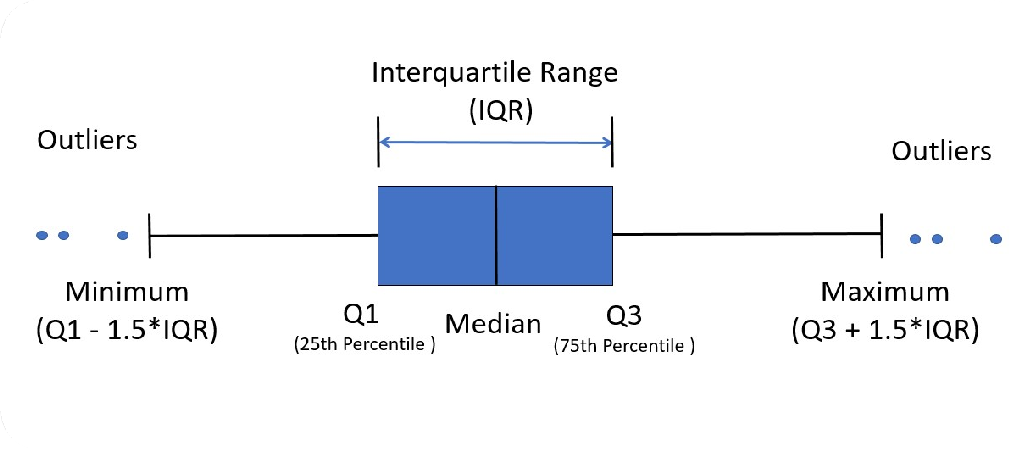 Interquartile Range
(IQR)
Outliers
Outliers
Minimum
(Q1 - 1.5*IQR)
Q1
(25th Percentile )
Median
Q3
(75th Percentile )
Maximum
(Q3 + 1.5*IQR)